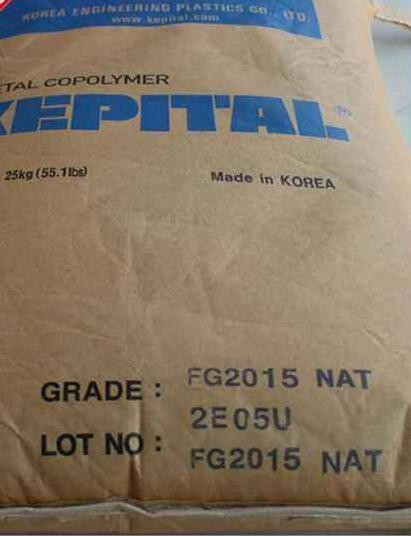 KOREA ENGINEERING PLASTICS CO., LTD.
www.kepital.com
ETAL COPOLYMER
KEPITAL®
25kg (55.1lbs)
Made in KOREA
GRADE : FG2015 NAT
2E05U
LOT NO : FG2015 NAT